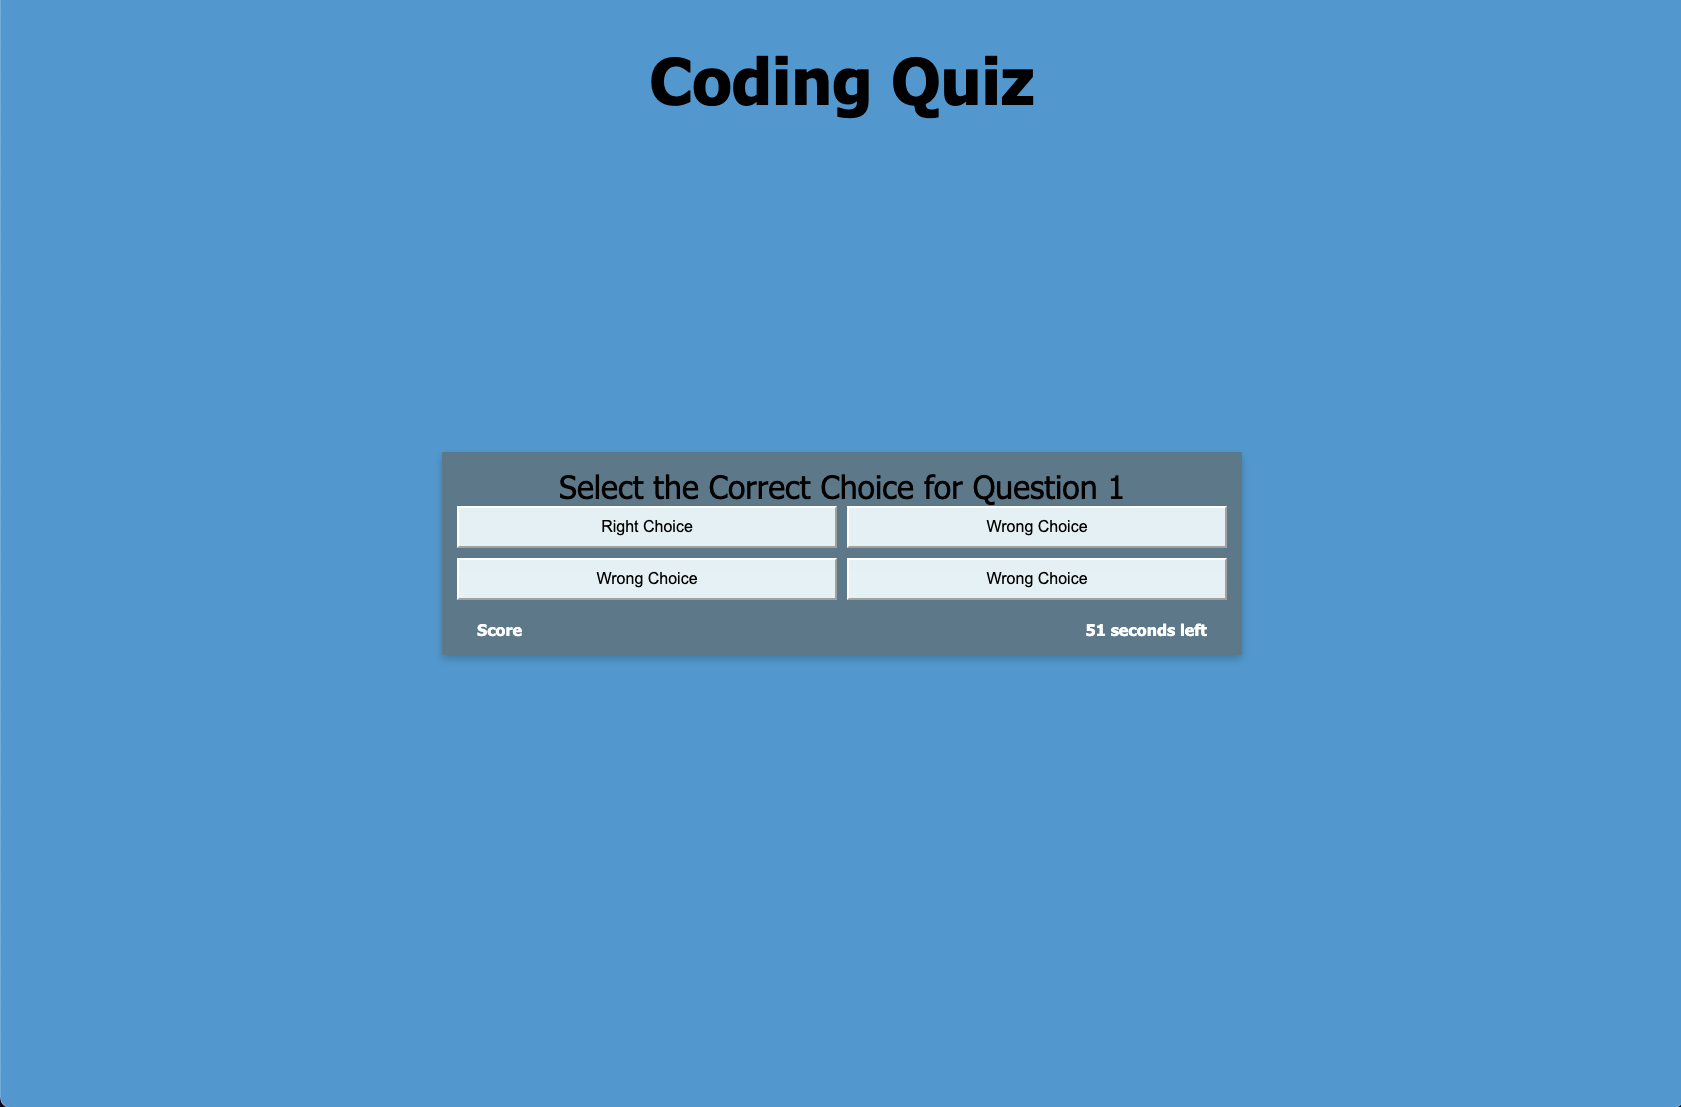 Coding Quiz
Select the Correct Choice for Question 1
Right Choice
Wrong Choice
Wrong Choice
Wrong Choice
Score
51 seconds left